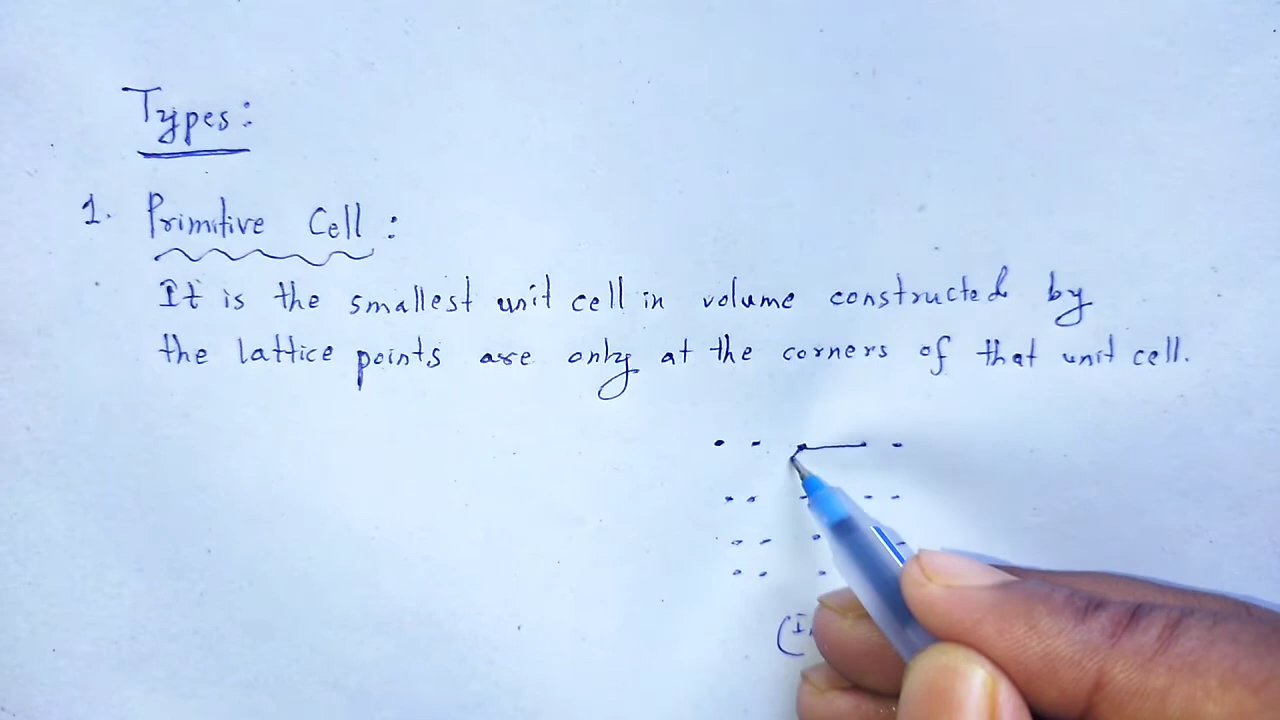 Types:
1. Primitive Cell:
It is the smallest unit cell in volume constructed by
the lattice points are only at the corners of that unit cell.